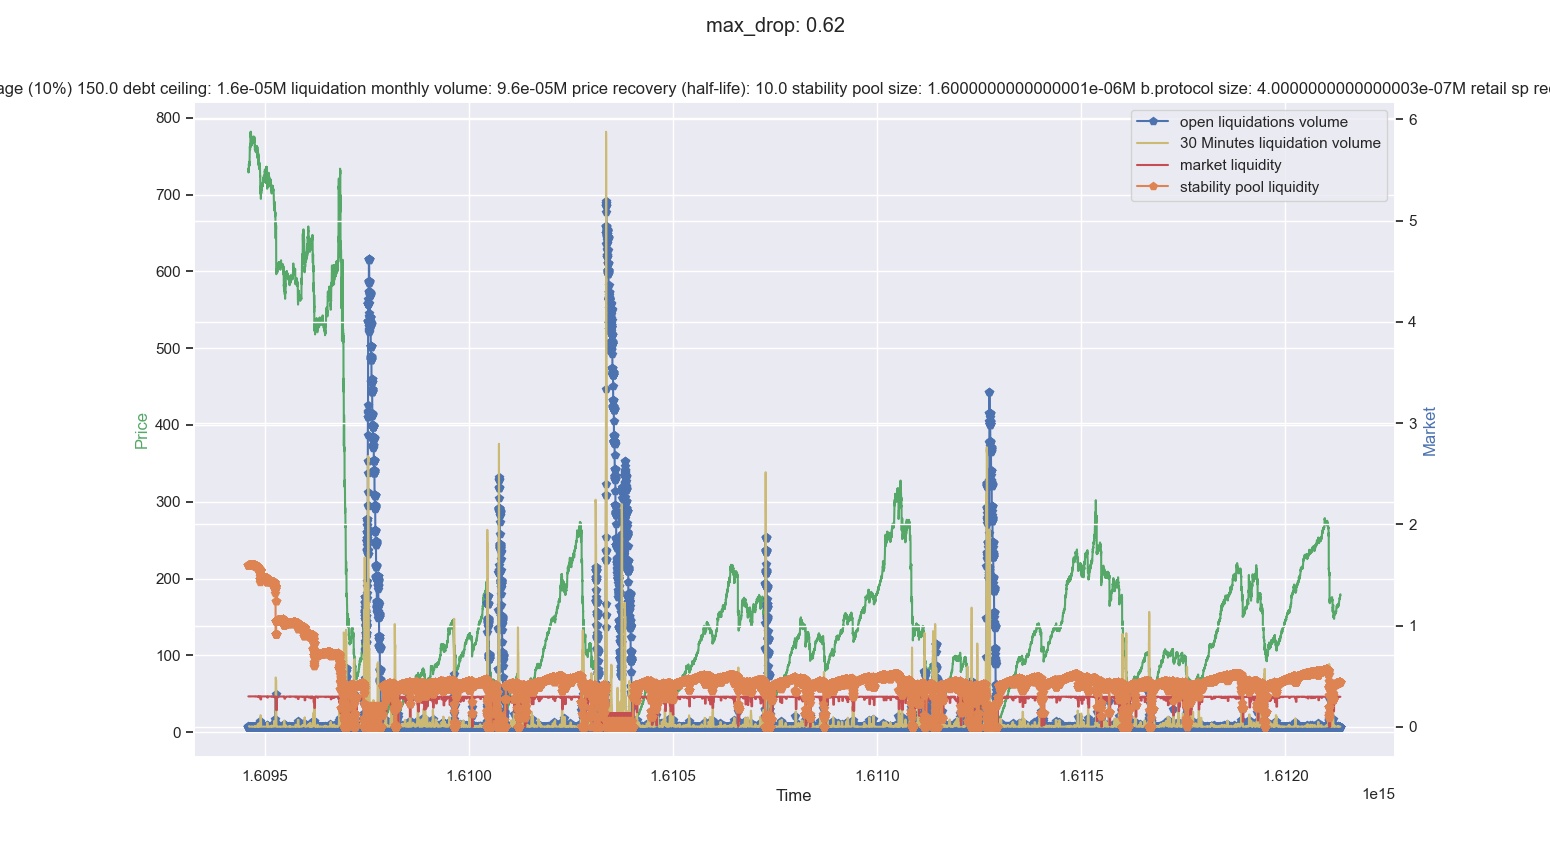 max_drop: 0.62
age (10%) 150.0 debt ceiling: 1.6e-05M liquidation monthly volume: 9.6e-05M price recovery (half-life): 10.0 stability pool size: 1.6000000000000001e-06M b.protocol size: 4.0000000000000003e-07M retail sp re
800
700
600
500
400
300
200
100
0
Price
open liquidations volume
30 Minutes liquidation volume
market liquidity
stability pool liquidity
6
5
4
3
2
1
0
Market
1.6095
1.6100
1.6105
1.6110
1.6115
1.6120
1e15
Time